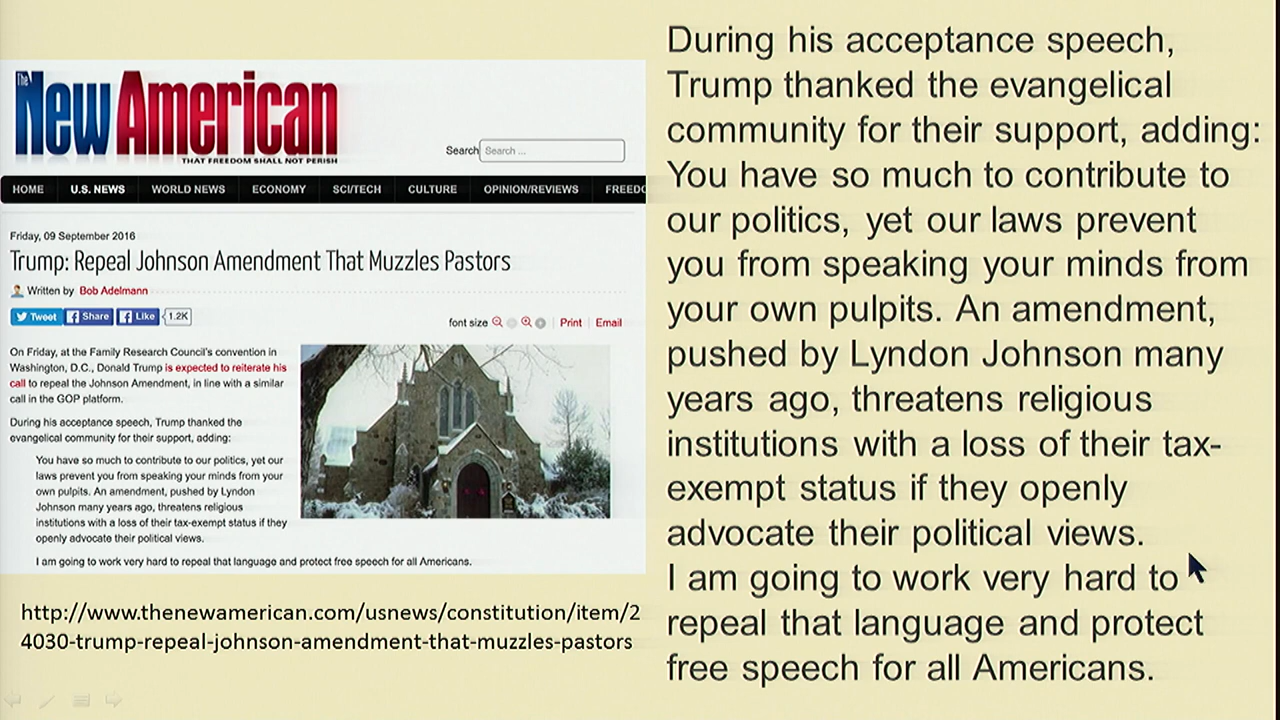 The New American
THAT FREEDOM SHALL NOT PERISH
Search Search ...
HOME U.S. NEWS WORLD NEWS ECONOMY SCI/TECH CULTURE OPINION/REVIEWS FREEDO
Friday, 09 September 2016
Trump: Repeal Johnson Amendment That Muzzles Pastors
Written by Bob Adelmann
Tweet Share Like 1.2K
font size Print Email
On Friday, at the Family Research Council's convention in
Washington, D.C., Donald Trump is expected to reiterate his
call to repeal the Johnson Amendment, in line with a similar
call in the GOP platform.
During his acceptance speech, Trump thanked the
evangelical community for their support, adding:
You have so much to contribute to our politics, yet our
laws prevent you from speaking your minds from your
own pulpits. An amendment, pushed by Lyndon
Johnson many years ago, threatens religious
institutions with a loss of their tax-exempt status if they
openly advocate their political views.
I am going to work very hard to repeal that language and protect free speech for all Americans.
http://www.thenewamerican.com/usnews/constitution/item/2
4030-trump-repeal-johnson-amendment-that-muzzles-pastors
During his acceptance speech,
Trump thanked the evangelical
community for their support, adding:
You have so much to contribute to
our politics, yet our laws prevent
you from speaking your minds from
your own pulpits. An amendment,
pushed by Lyndon Johnson many
years ago, threatens religious
institutions with a loss of their tax-
exempt status if they openly
advocate their political views.
I am going to work very hard to
repeal that language and protect
free speech for all Americans.